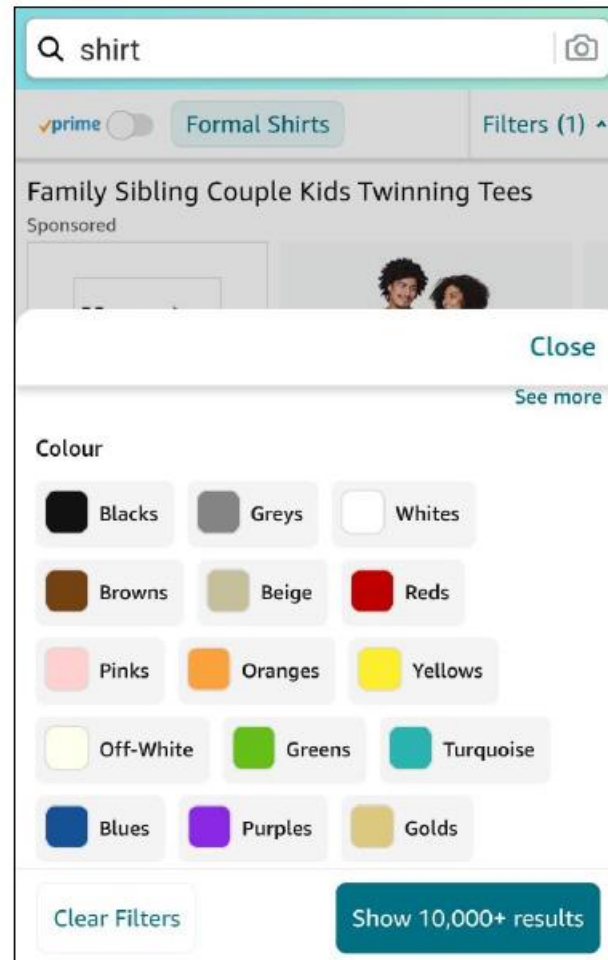 shirt
prime Formal Shirts Filters (1)
Family Sibling Couple Kids Twinning Tees
Sponsored
Close
See more
Colour
Blacks Greys Whites
Browns Beige Reds
Pinks Oranges Yellows
Off-White Greens Turquoise
Blues Purples Golds
Clear Filters Show 10,000+ results